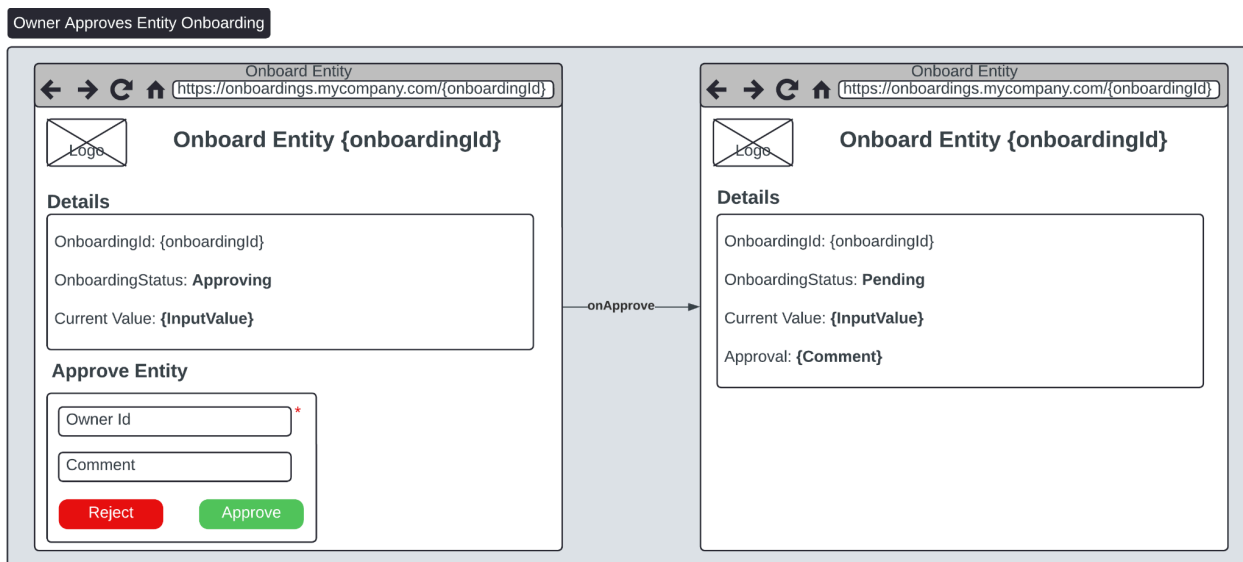 Owner Approves Entity Onboarding
Onboard Entity
https://onboardings.mycompany.com/{onboardingId}
Logo
Onboard Entity {onboardingId}
Details
OnboardingId: {onboardingId}
OnboardingStatus: Approving
Current Value: {InputValue}
Approve Entity
Owner Id *
Comment
Reject
Approve
onApprove
Onboard Entity
https://onboardings.mycompany.com/{onboardingId}
Logo
Onboard Entity {onboardingId}
Details
OnboardingId: {onboardingId}
OnboardingStatus: Pending
Current Value: {InputValue}
Approval: {Comment}